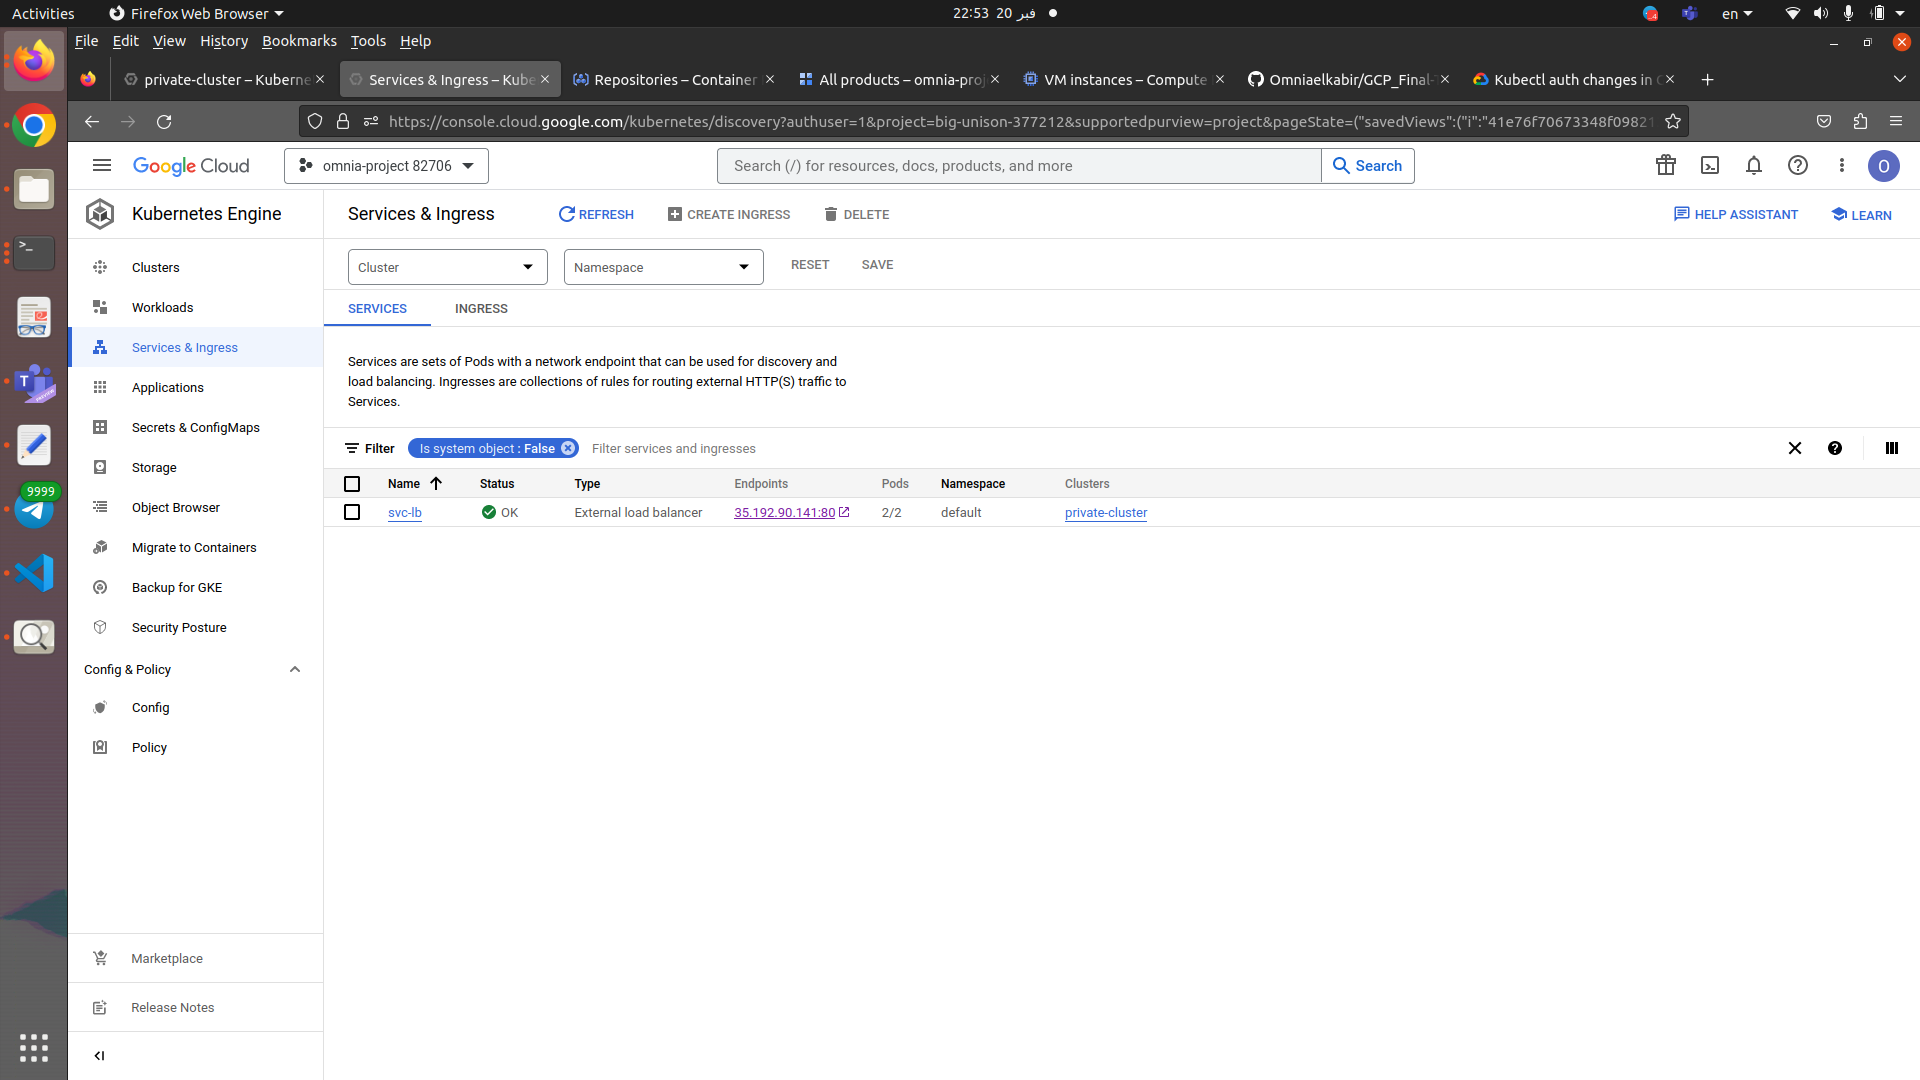 Activities
Firefox Web Browser
22:53 20 فبر
en
File Edit View History Bookmarks Tools Help
private-cluster – Kuberne
Services & Ingress – Kube
Repositories – Container
All products – omnia-proj
VM instances – Compute
Omniaelkabir/GCP_Final-
Kubectl auth changes in
https://console.cloud.google.com/kubernetes/discovery?authuser=1&project=big-unison-377212&supportedpurview=project&pageState=("savedViews":("i":"41e76f70673348f09821
Google Cloud
omnia-project 82706
Search (/) for resources, docs, products, and more
Search
O
Kubernetes Engine
Services & Ingress
REFRESH
CREATE INGRESS
DELETE
HELP ASSISTANT
LEARN
Clusters
Workloads
Services & Ingress
Applications
Secrets & ConfigMaps
Storage
Object Browser
Migrate to Containers
Backup for GKE
Security Posture
Config & Policy
Config
Policy
Marketplace
Release Notes
9999
Cluster
Namespace
RESET
SAVE
SERVICES
INGRESS
Services are sets of Pods with a network endpoint that can be used for discovery and
load balancing. Ingresses are collections of rules for routing external HTTP(S) traffic to
Services.
Filter
Is system object : False
Filter services and ingresses
Name Status Type Endpoints Pods Namespace Clusters
svc-lb OK External load balancer 35.192.90.141:80 2/2 default private-cluster